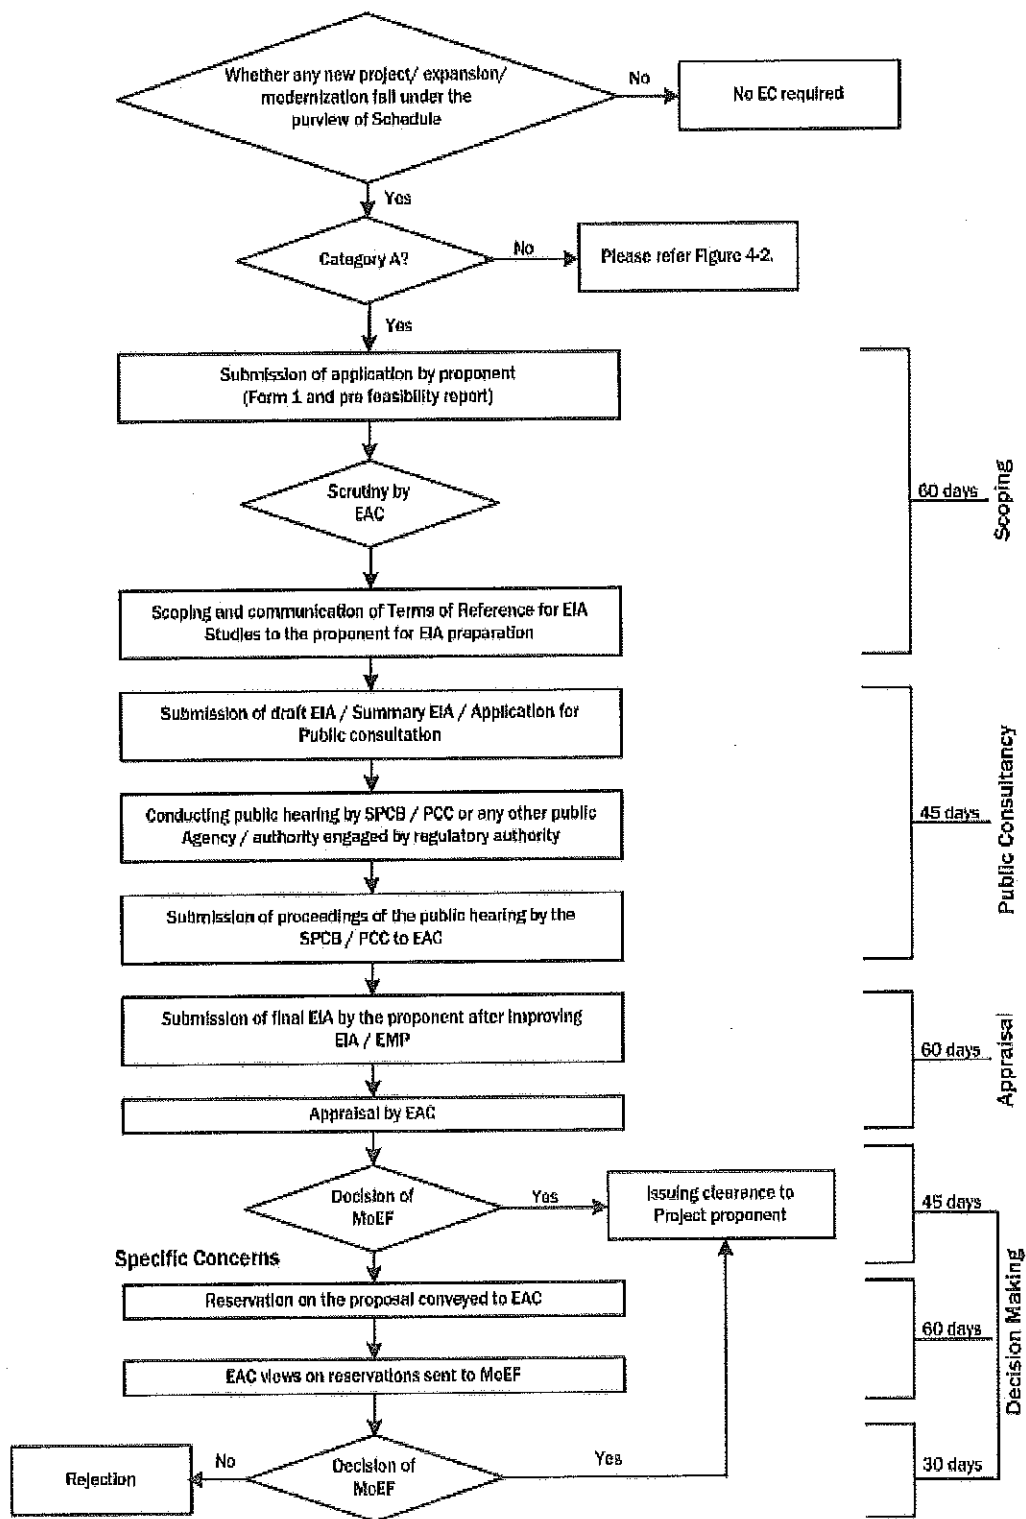 Whether any new project/ expansion/
modernization fall under the
purview of Schedule
No
No EC required
Yes
Category A?
No
Please refer Figure 4-2.
Yes
Submission of application by proponent
(Form 1 and pre feasibility report)
Scrutiny by
EAC
60 days
Scoping
Scoping and communication of Terms of Reference for EIA
Studies to the proponent for EIA preparation
Submission of draft EIA / Summary EIA / Application for
Public consultation
Conducting public hearing by SPCB / PCC or any other public
Agency / authority engaged by regulatory authority
45 days
Public Consultancy
Submission of proceedings of the public hearing by the
SPCB / PCC to EAC
Submission of final EIA by the proponent after improving
EIA / EMP
60 days
Appraisal
Appraisal by EAC
Decision of
MoEF
Yes
Issuing clearance to
Project proponent
45 days
Specific Concerns
Reservation on the proposal conveyed to EAC
60 days
Decision Making
EAC views on reservations sent to MoEF
Decision of
MoEF
No
Rejection
Yes
30 days